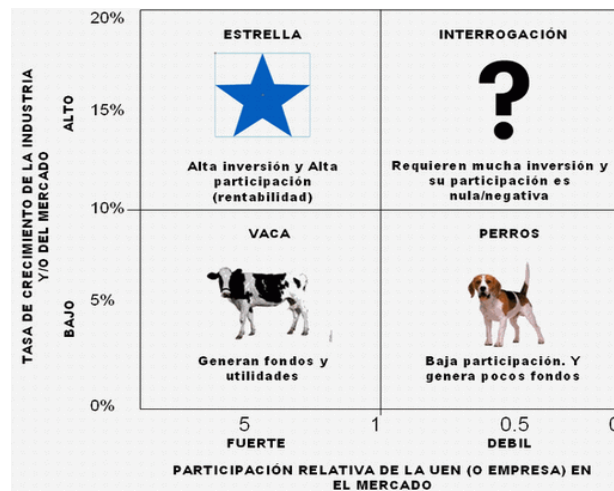 20%
ESTRELLA
INTERROGACIÓN
?
15%
Alta inversión y Alta
participación
(rentabilidad)
Requieren mucha inversión y
su participación es
nula/negativa
TASA DE CRECIMIENTO DE LA INDUSTRIA
Y/O DEL MERCADO
ALTO
10%
VACA
PERROS
5%
BAJO
Generan fondos y
utilidades
Baja participación. Y
genera pocos fondos
0%
5
1
0.5
0
FUERTE
DEBIL
PARTICIPACIÓN RELATIVA DE LA UEN (O EMPRESA) EN
EL MERCADO